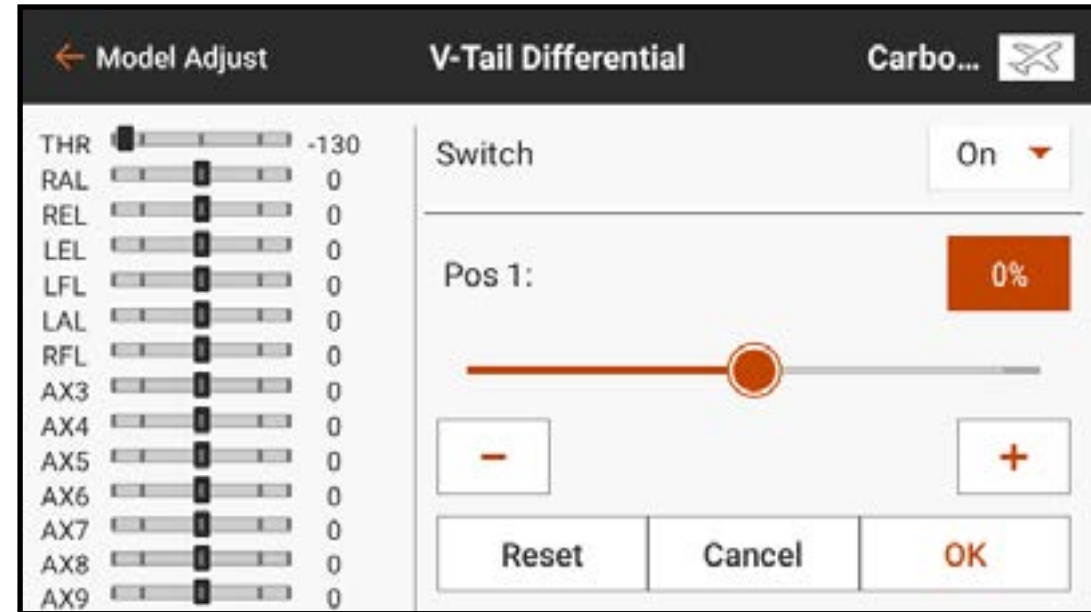 ← Model Adjust V-Tail Differential Carbo...
THR -130
RAL 0
REL 0
LEL 0
LFL 0
LAL 0
RFL 0
AX3 0
AX4 0
AX5 0
AX6 0
AX7 0
AX8 0
AX9 0
Switch On
Pos 1: 0%
− +
Reset Cancel OK